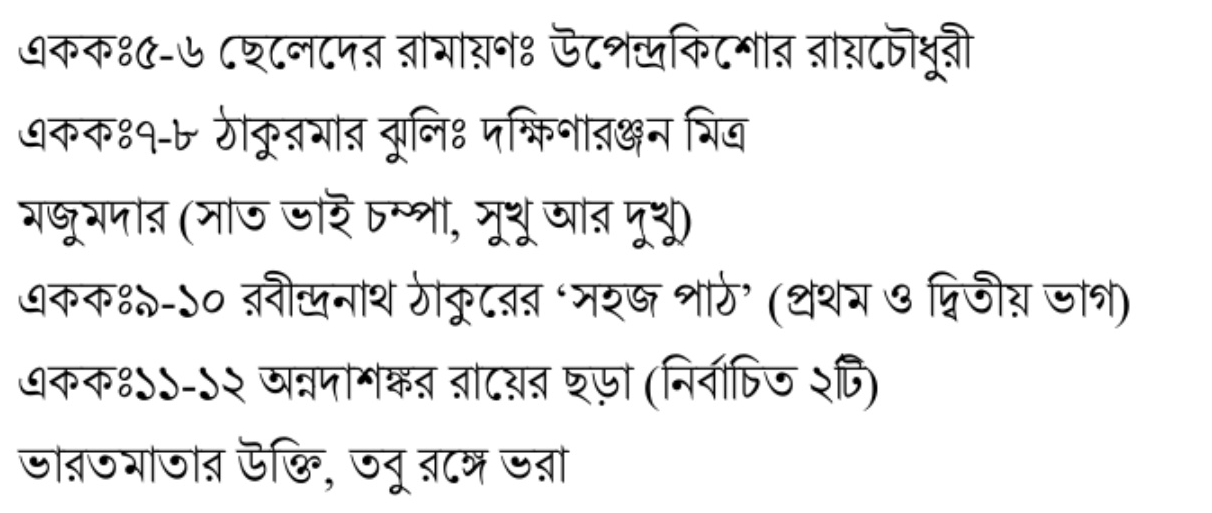 এককঃ৫-৬ ছেলেদের রামায়ণঃ উপেন্দ্রকিশোর রায়চৌধুরী
এককঃ৭-৮ ঠাকুরমার ঝুলিঃ দক্ষিণারঞ্জন মিত্র
মজুমদার (সাত ভাই চম্পা, সুখু আর দুখু)
এককঃ৯-১০ রবীন্দ্রনাথ ঠাকুরের ‘সহজ পাঠ’ (প্রথম ও দ্বিতীয় ভাগ)
এককঃ১১-১২ অন্নদাশঙ্কর রায়ের ছড়া (নির্বাচিত ২টি)
ভারতমাতার উক্তি, তবু রঙ্গে ভরা